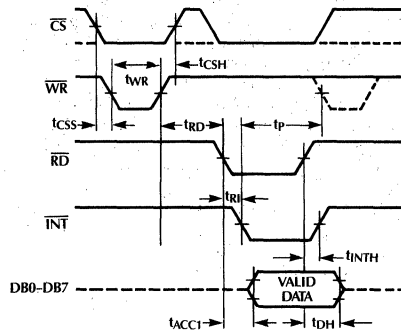 CS
tWR
tCSH
WR
tCSS
tRD
tP
RD
tRI
INT
tINTH
DB0-DB7
VALID
DATA
tACC1
tDH